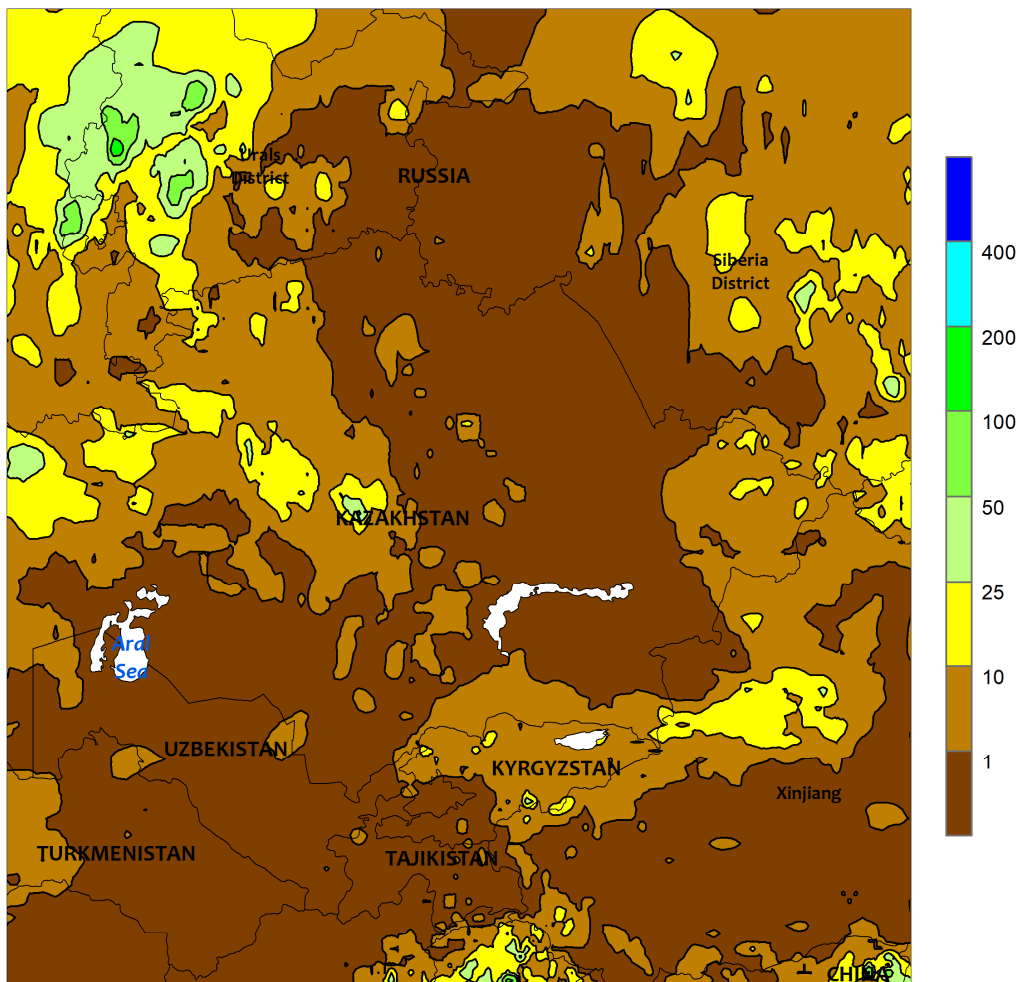 Urals
District
RUSSIA
Siberia
District
KAZAKHSTAN
Aral
Sea
UZBEKISTAN
KYRGYZSTAN
Xinjiang
TURKMENISTAN
TAJIKISTAN
CHINA
400
200
100
50
25
10
1